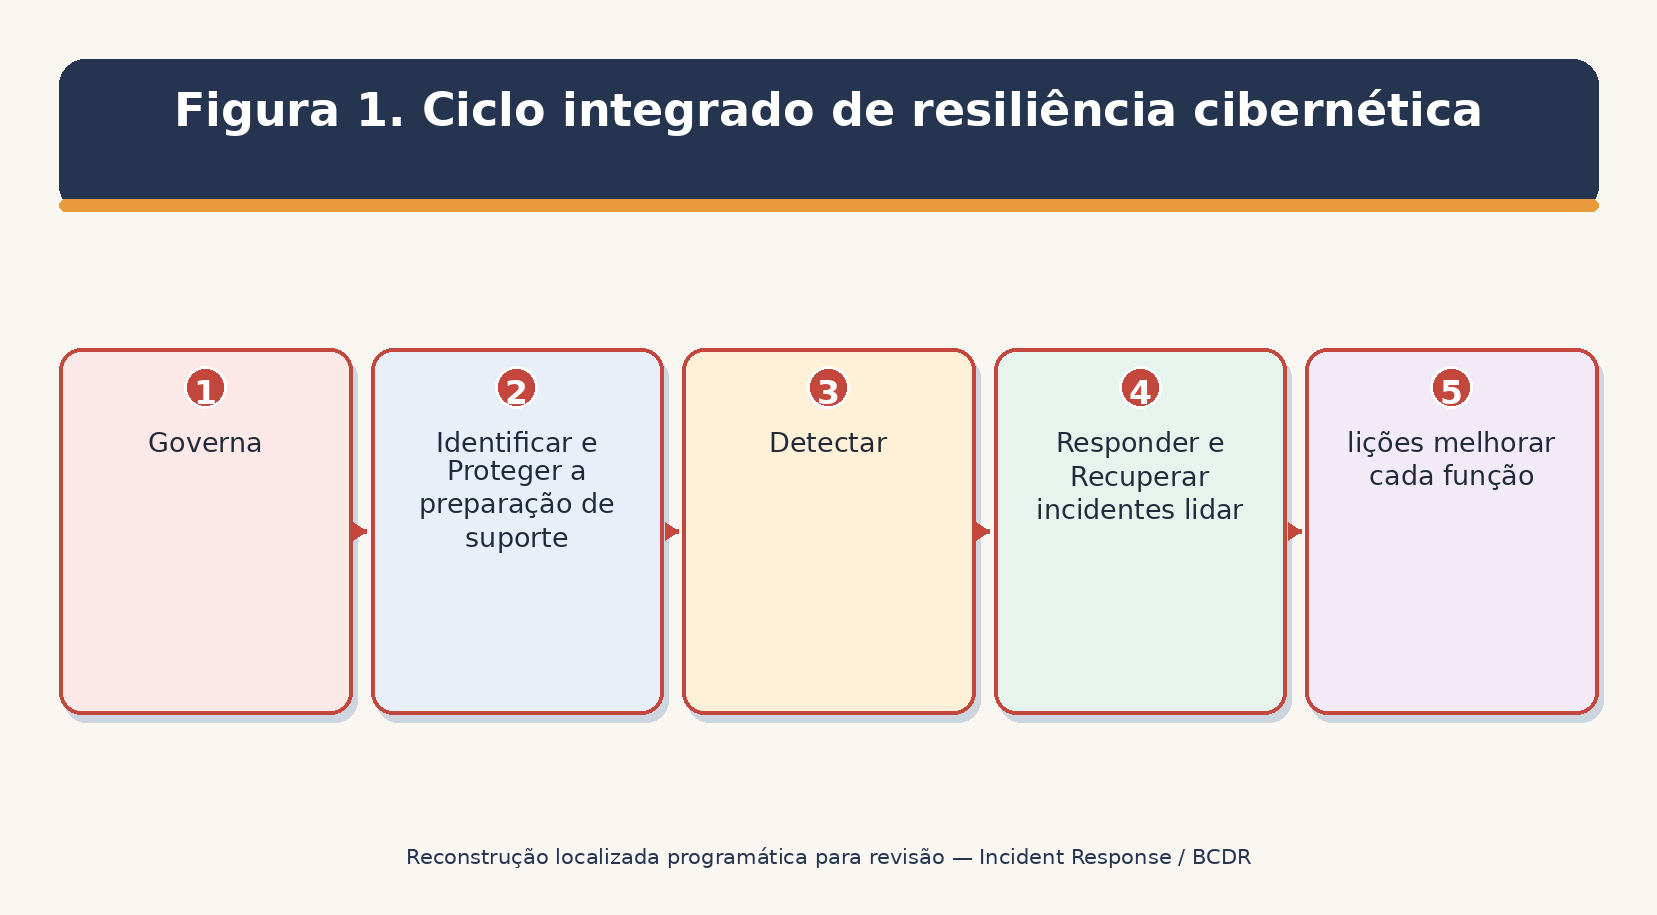 Figura 1. Ciclo integrado de resiliência cibernética
1
Governa
2
Identificar e
Proteger a
preparação de
suporte
3
Detectar
4
Responder e
Recuperar
incidentes lidar
5
lições melhorar
cada função
Reconstrução localizada programática para revisão — Incident Response / BCDR